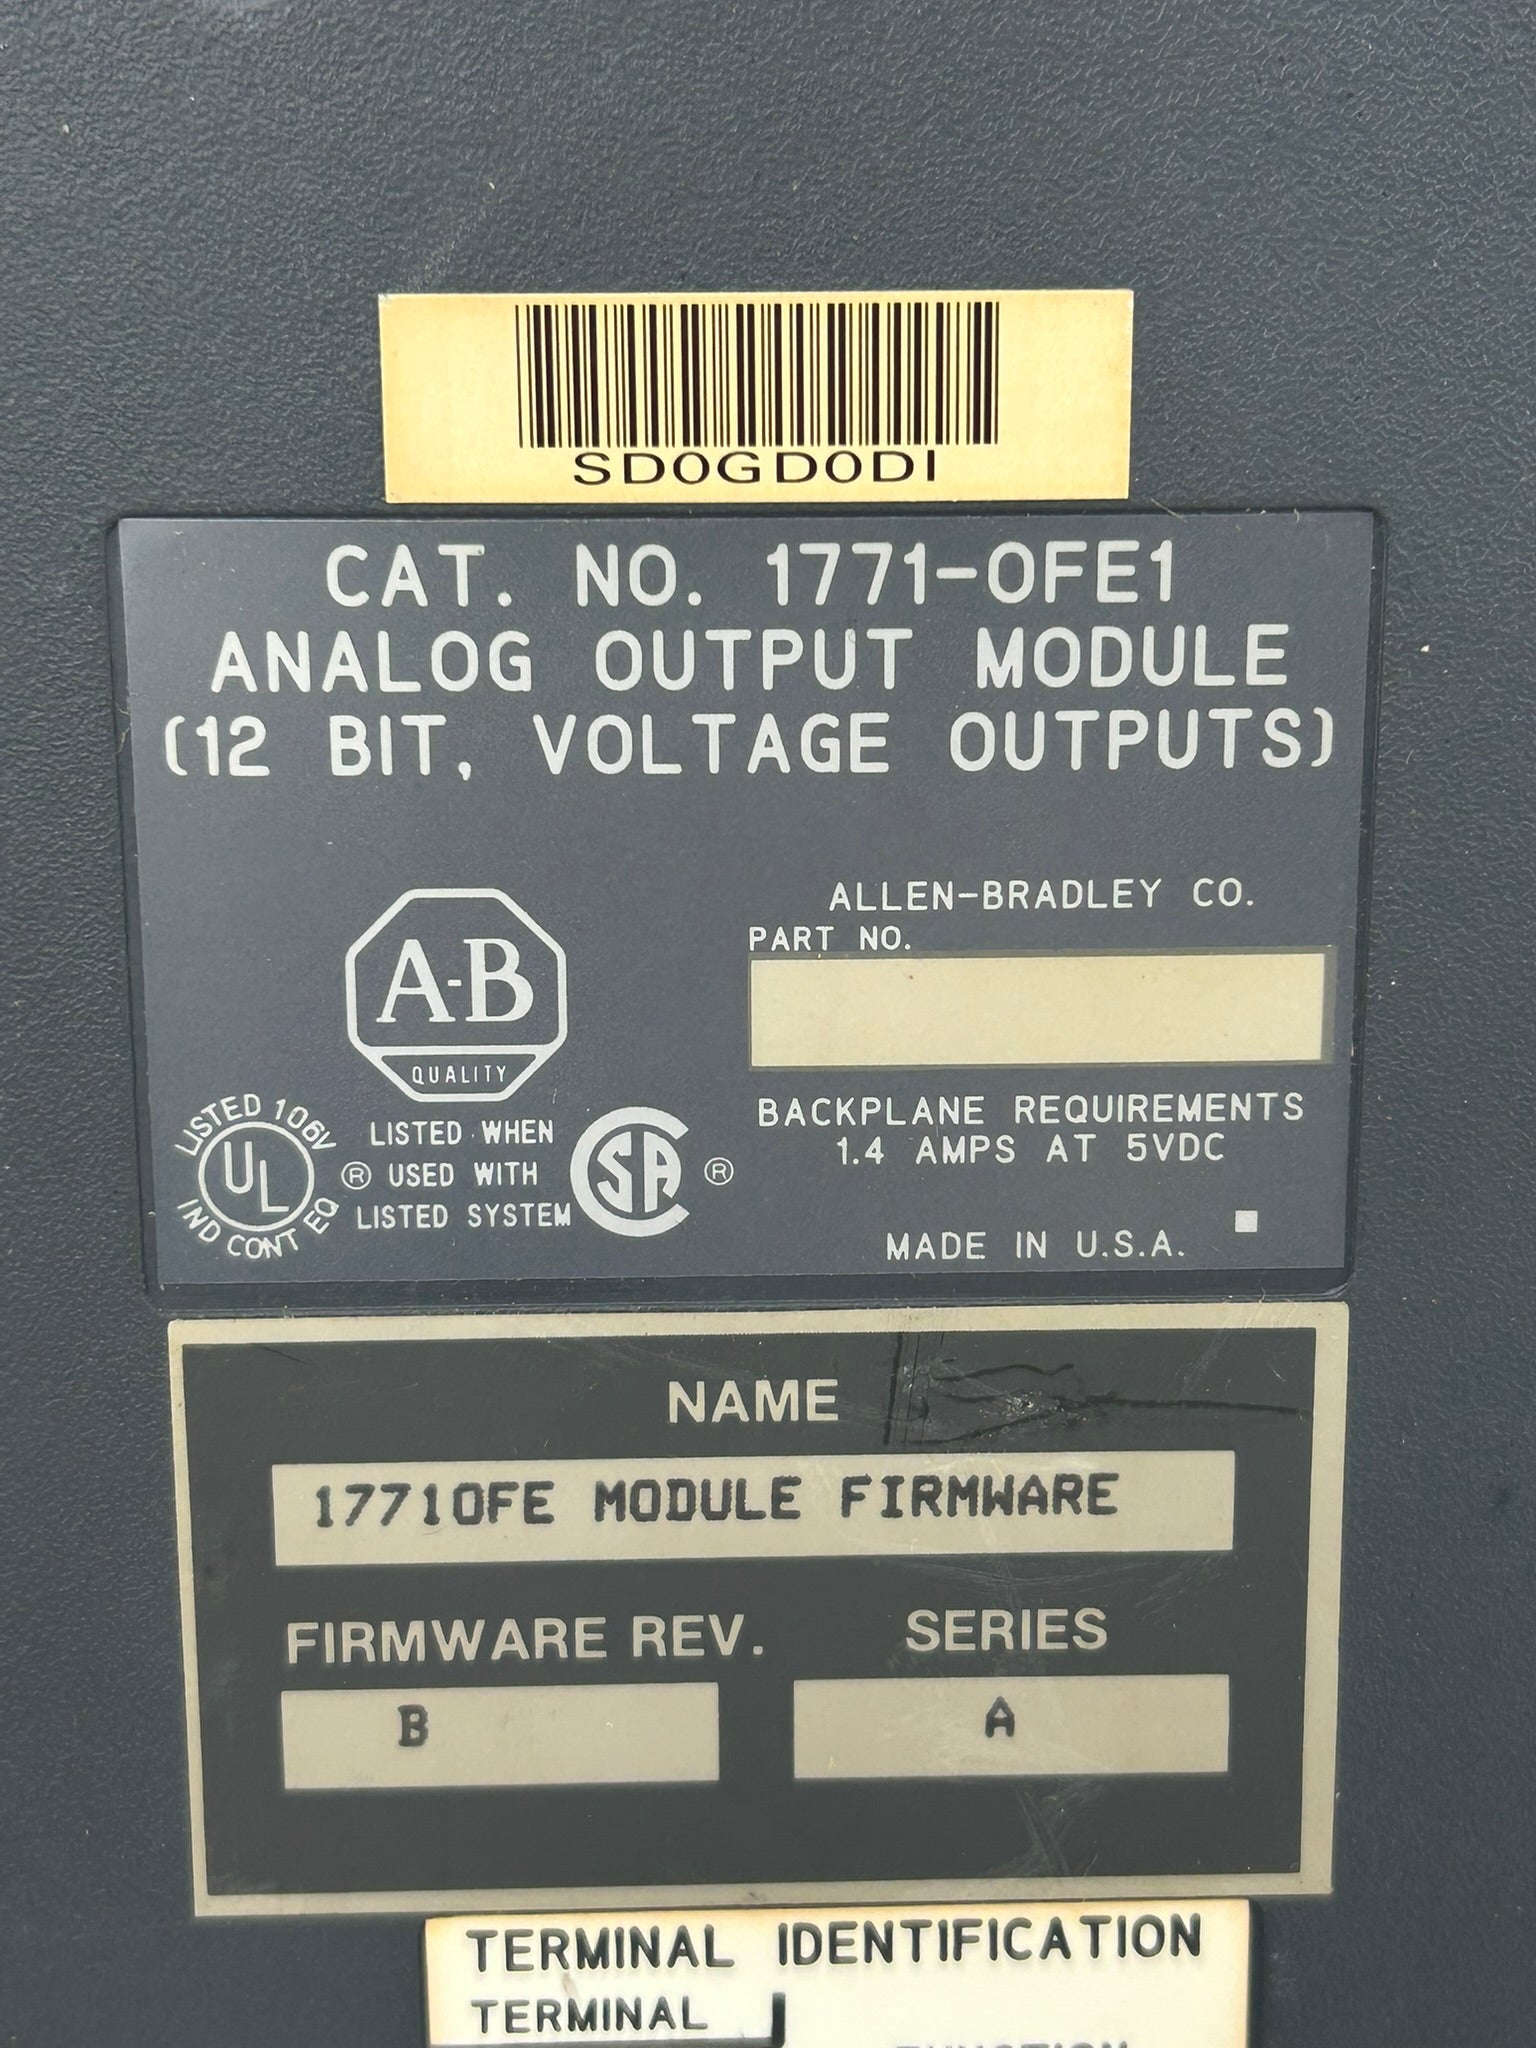 SD0GD0DI
CAT. NO. 1771-OFE1
ANALOG OUTPUT MODULE
(12 BIT, VOLTAGE OUTPUTS)
ALLEN-BRADLEY CO.
PART NO.
A-B
QUALITY
BACKPLANE REQUIREMENTS
1.4 AMPS AT 5VDC
MADE IN U.S.A.
LISTED 106V
UL
IND CONT EQ
®
LISTED WHEN
USED WITH
LISTED SYSTEM
SA
®
NAME
1771OFE MODULE FIRMWARE
FIRMWARE REV.
SERIES
B
A
TERMINAL IDENTIFICATION
TERMINAL